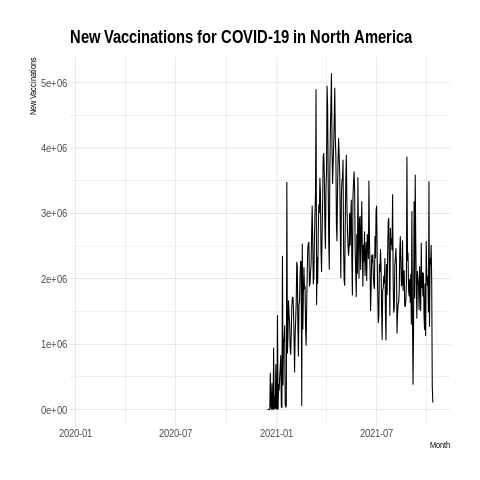 New Vaccinations for COVID-19 in North America
New Vaccinations
5e+06
4e+06
3e+06
2e+06
1e+06
0e+00
2020-01 2020-07 2021-01 2021-07
Month